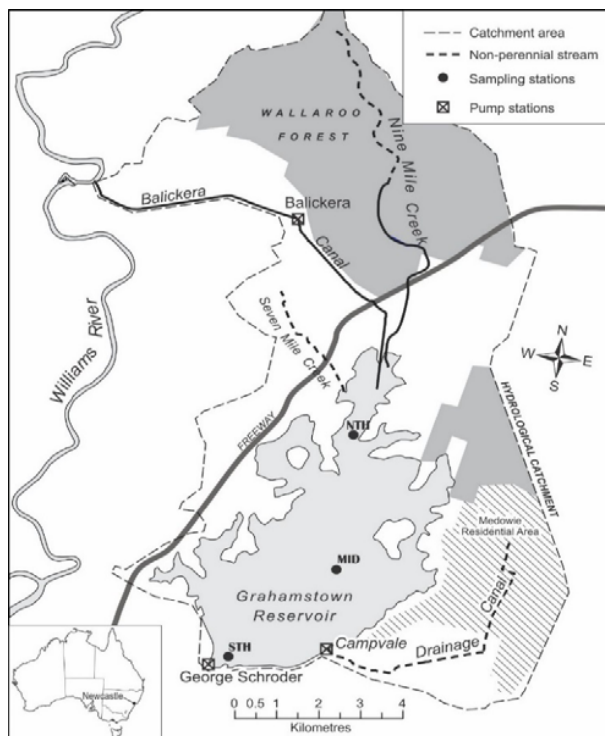 Catchment area
Non-perennial stream
Sampling stations
Pump stations
WALLAROO
FOREST
Nine Mile Creek
Balickera
Balickera
Canal
Williams River
Seven Mile Creek
N
W E
S
FREEWAY
NTH
HYDROLOGICAL CATCHMENT
Medowie
Residential Area
MID
Grahamstown
Reservoir
Canal
Drainage
Campvale
STH
George Schroder
Newcastle
0 0.5 1 2 3 4
Kilometres